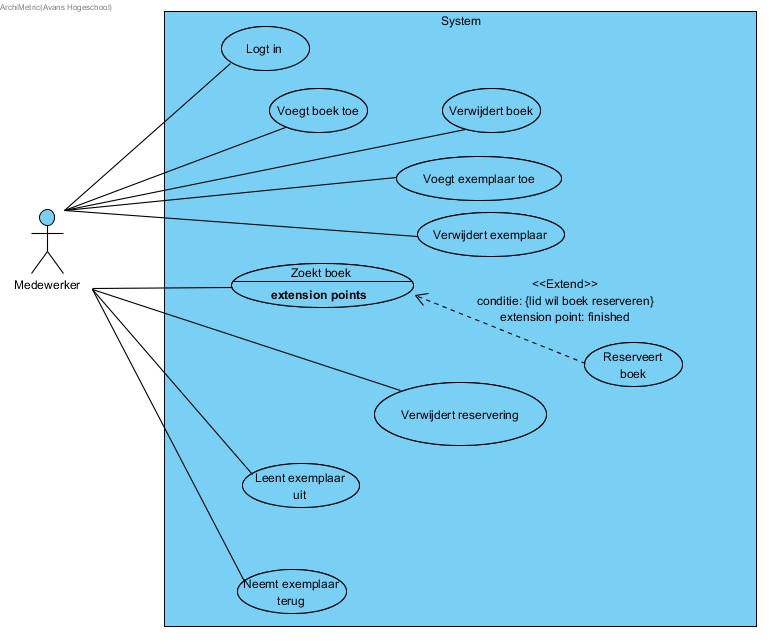 ArchiMetric(Avans Hogeschool)
System
Logt in
Voegt boek toe
Verwijdert boek
Voegt exemplaar toe
Verwijdert exemplaar
Medewerker
Zoekt boek
extension points
<<Extend>>
conditie: {lid wil boek reserveren}
extension point: finished
Reserveert
boek
Verwijdert reservering
Leent exemplaar
uit
Neemt exemplaar
terug